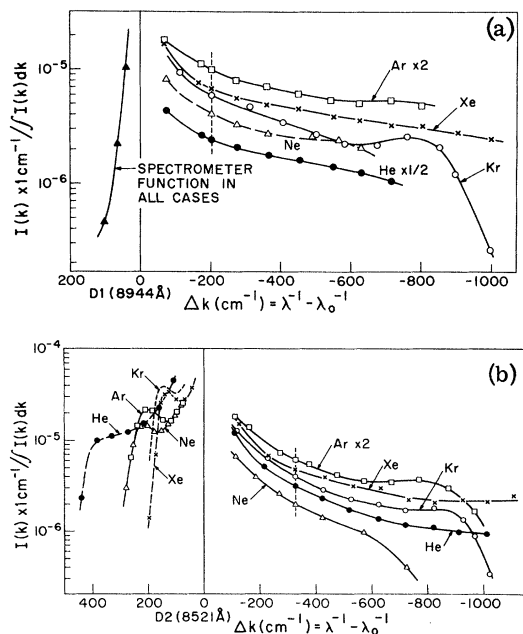 (a)
I(k) x1cm⁻¹/∫ I(k)dk
10⁻⁵
10⁻⁶
Ar x2
Xe
Ne
He x1/2
Kr
SPECTROMETER
FUNCTION IN
ALL CASES
200 0 -200 -400 -600 -800 -1000
D1 (8944Å) Δk(cm⁻¹) = λ⁻¹ - λ₀⁻¹
(b)
I(k) x1cm⁻¹/∫ I(k)dk
10⁻⁴
10⁻⁵
10⁻⁶
Kr
Ar
He
Ne
Xe
Ar x2
Xe
Kr
Ne
He
400 200 0 -200 -400 -600 -800 -1000
D2 (8521Å) Δk(cm⁻¹) = λ⁻¹ - λ₀⁻¹